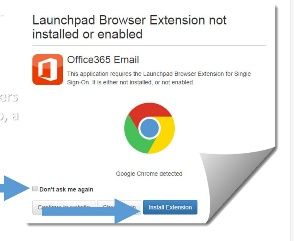 Launchpad Browser Extension not
installed or enabled
Office365 Email
This application requires the Launchpad Browser Extension for Single
Sign-On. It is either not installed, or not enabled.
ers
, a
Google Chrome detected
Don't ask me again
Install Extension